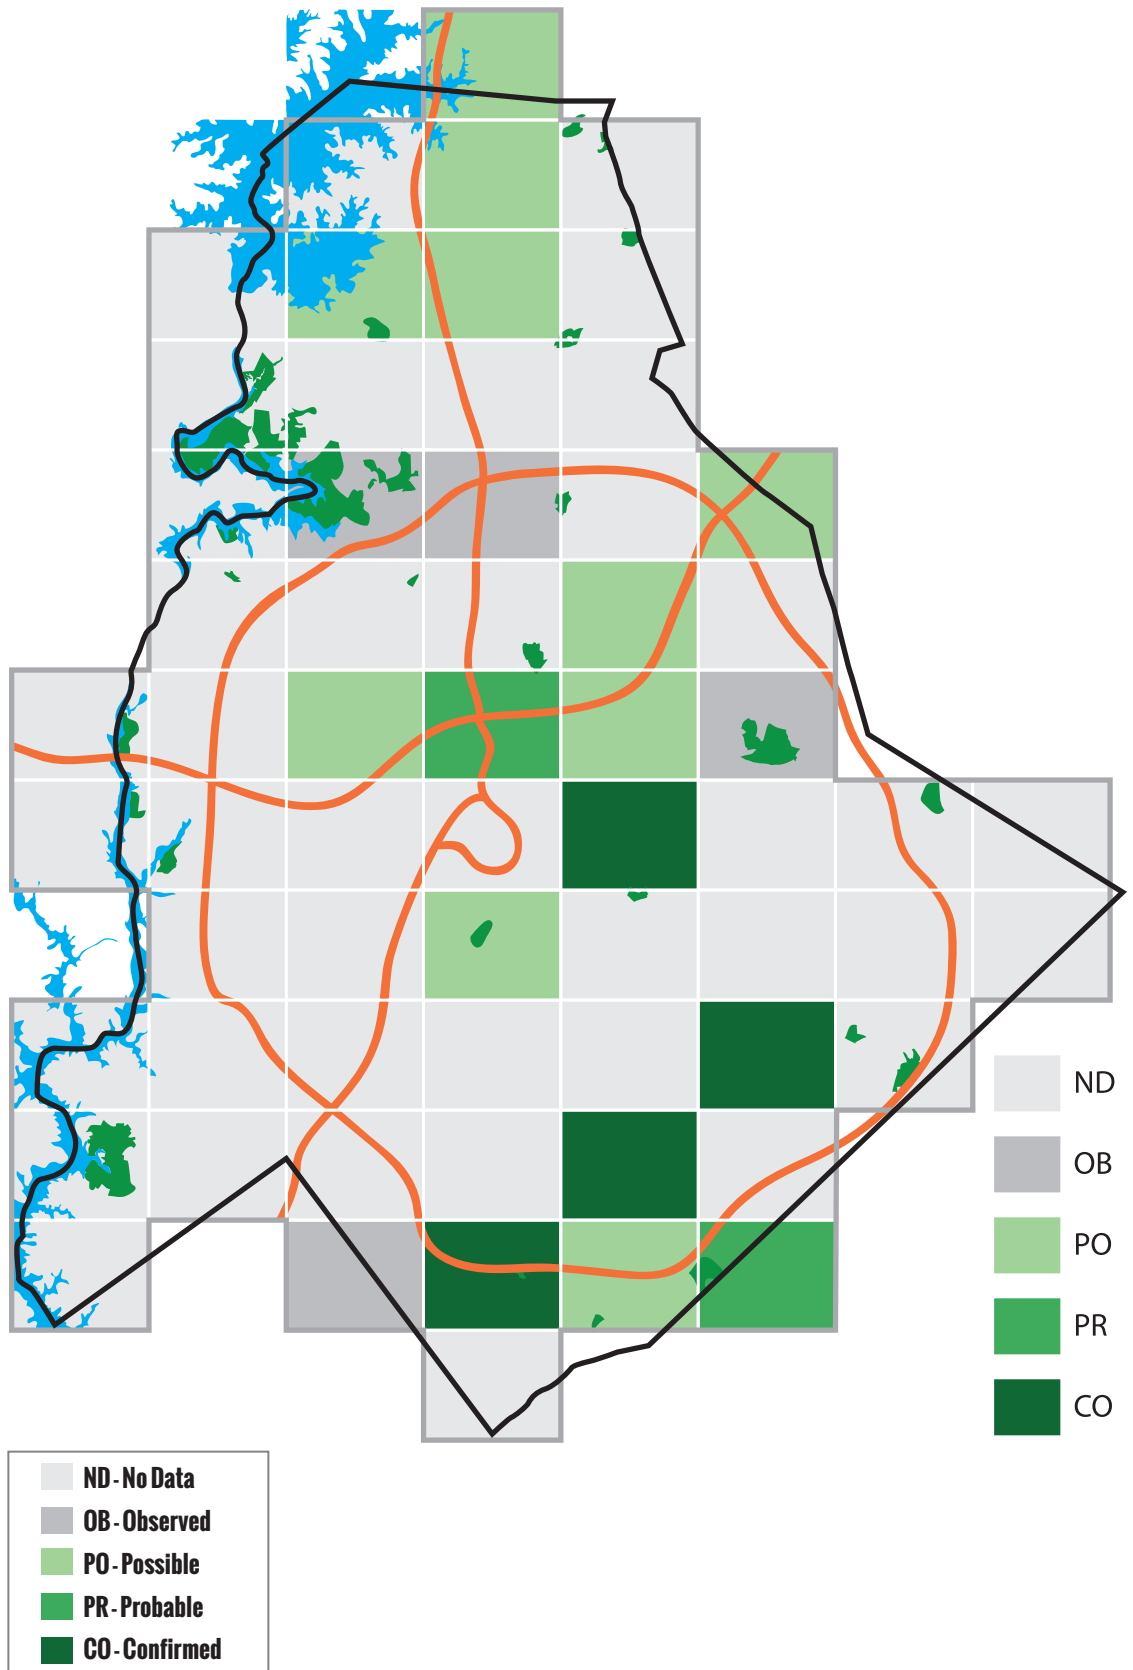 ND
OB
PO
PR
CO
ND - No Data
OB - Observed
PO - Possible
PR - Probable
CO - Confirmed